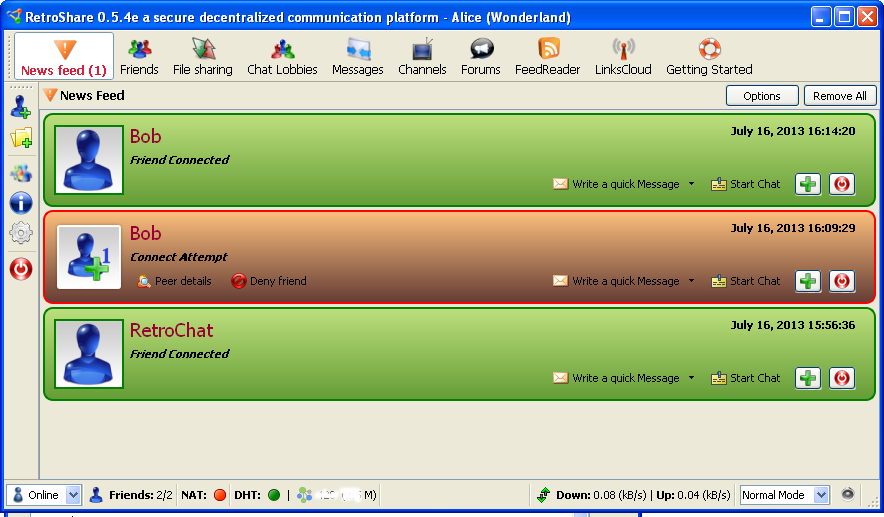 RetroShare 0.5.4e a secure decentralized communication platform - Alice (Wonderland)
News feed (1) Friends File sharing Chat Lobbies Messages Channels Forums FeedReader LinksCloud Getting Started
News Feed Options Remove All
Bob July 16, 2013 16:14:20
Friend Connected
Write a quick Message Start Chat
Bob July 16, 2013 16:09:29
1
Connect Attempt
Peer details Deny friend Write a quick Message Start Chat
RetroChat July 16, 2013 15:56:36
Friend Connected
Write a quick Message Start Chat
Online Friends: 2/2 NAT: DHT: | M) Down: 0.08 (kB/s) | Up: 0.04 (kB/s) Normal Mode